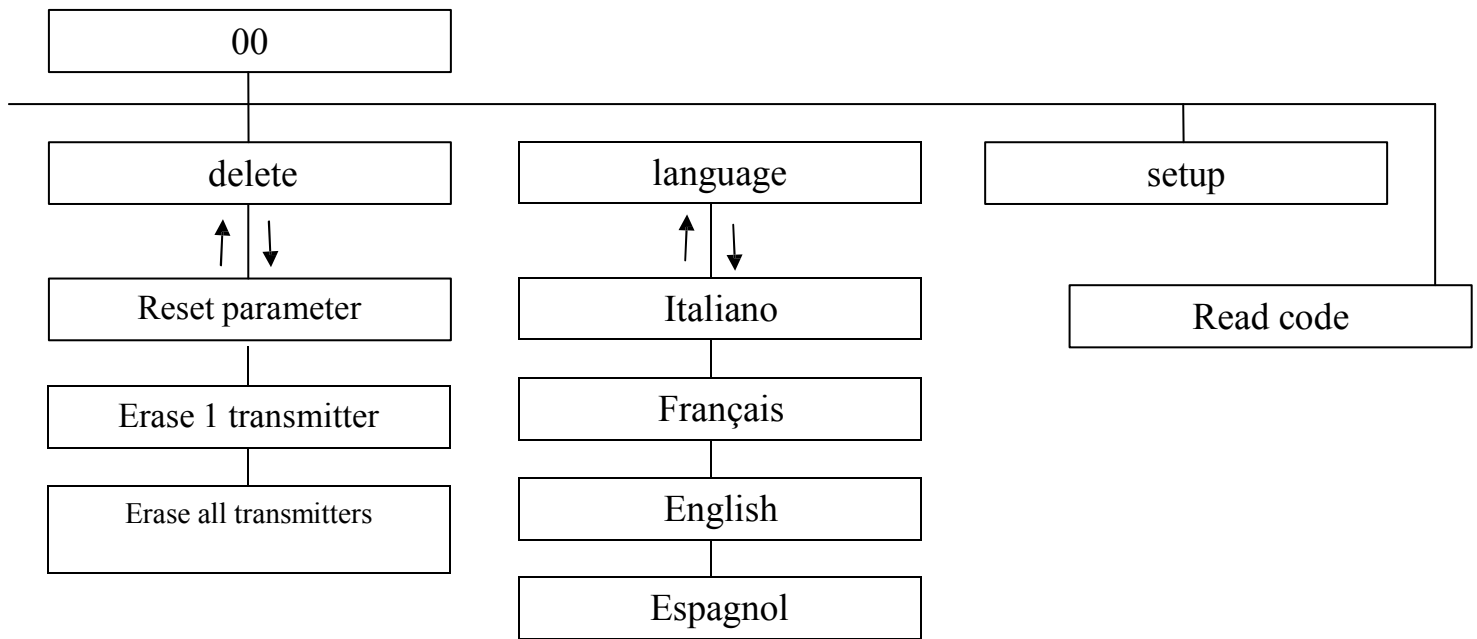 00
delete
language
setup
Reset parameter
Italiano
Read code
Erase 1 transmitter
Français
Erase all transmitters
English
Espagnol